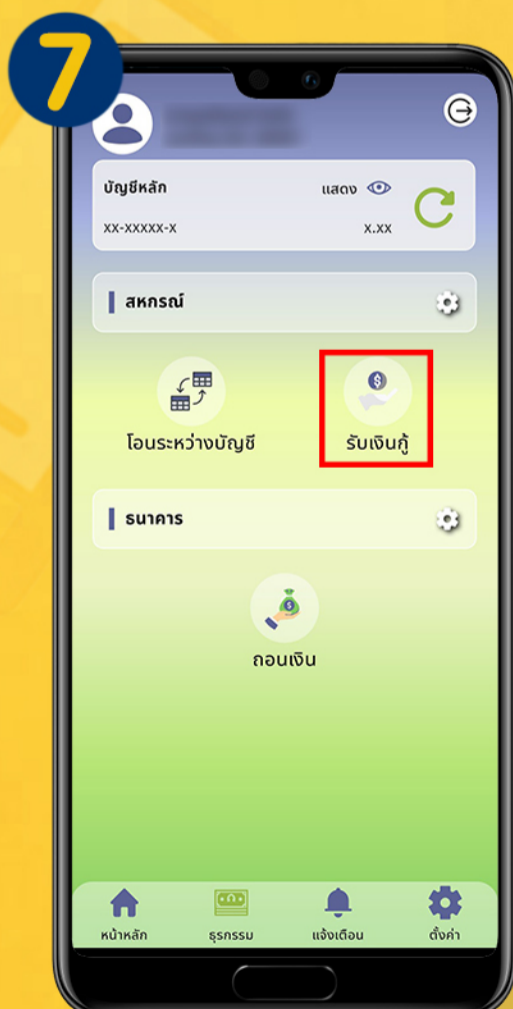 7
บัญชีหลัก
แสดง
xx-xxxxx-x
x.xx
สหกรณ์
โอนระหว่างบัญชี
รับเงินกู้
ธนาคาร
ถอนเงิน
หน้าหลัก
ธุรกรรม
แจ้งเตือน
ตั้งค่า